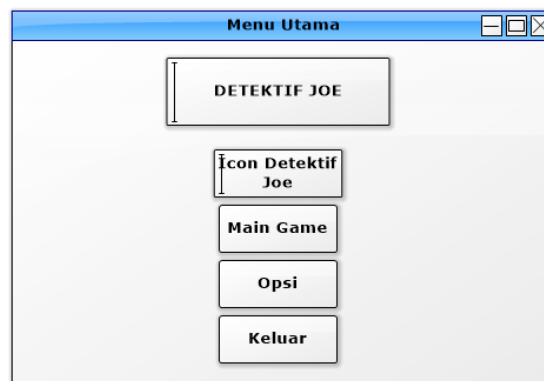 Menu Utama
DETEKTIF JOE
Icon Detektif
Joe
Main Game
Opsi
Keluar